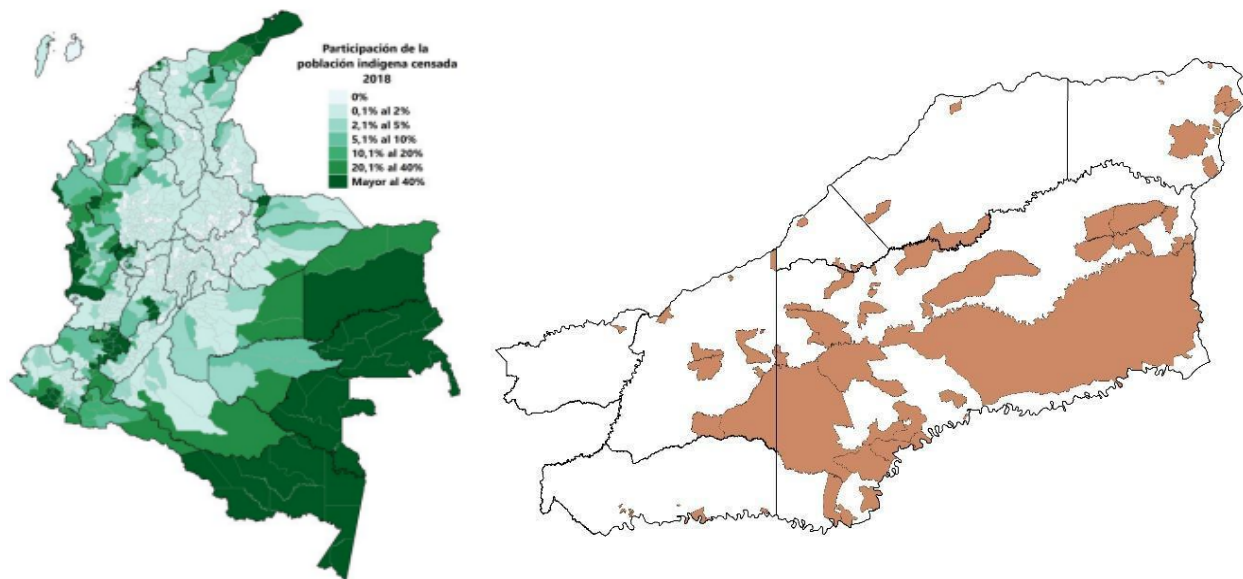 Participación de la
población indígena censada
2018
0%
0,1% al 2%
2,1% al 5%
5,1% al 10%
10,1% al 20%
20,1% al 40%
Mayor al 40%